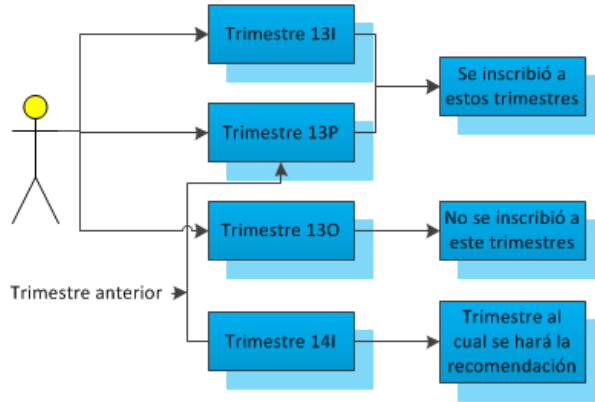 Trimestre 13I
Se inscribió a
estos trimestres
Trimestre 13P
Trimestre 13O
No se inscribió a
este trimestres
Trimestre anterior
Trimestre 14I
Trimestre al
cual se hará la
recomendación